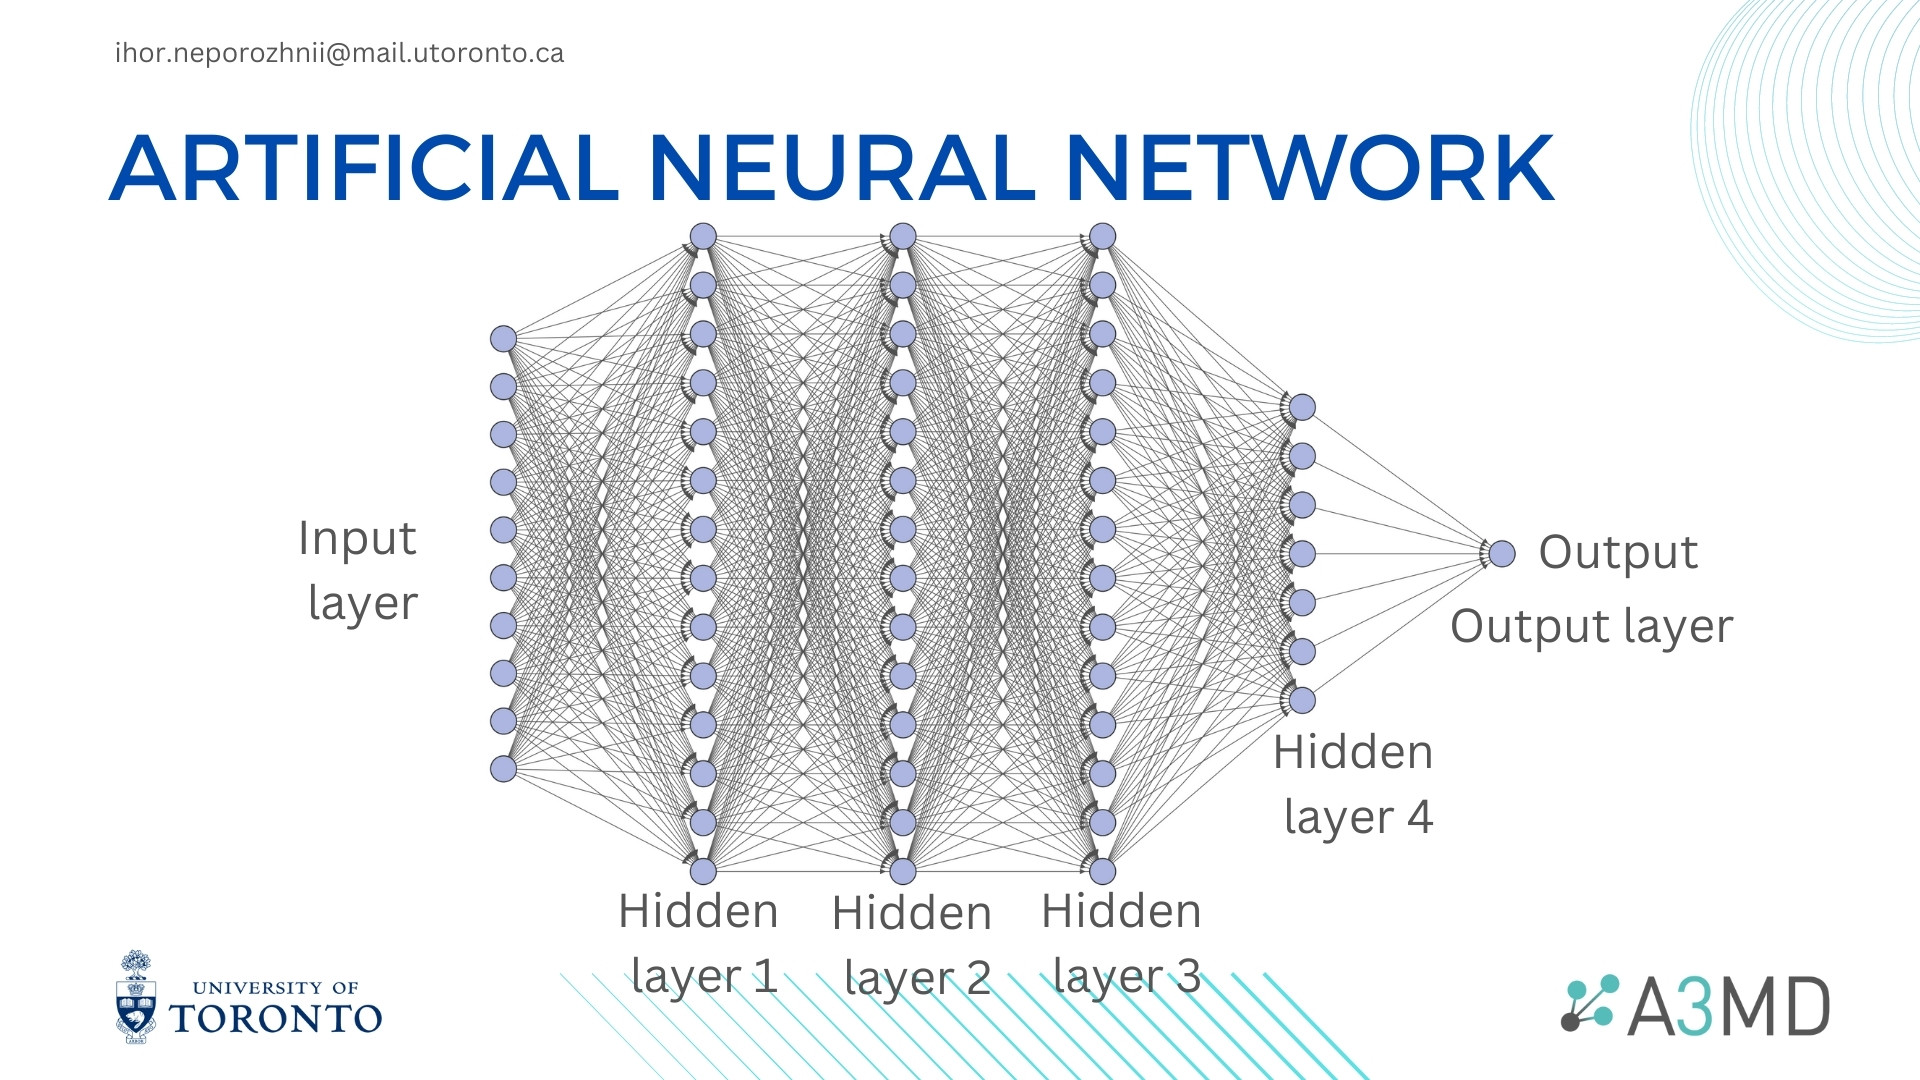 ihor.neporozhnii@mail.utoronto.ca
ARTIFICIAL NEURAL NETWORK
Input
layer
Output
Output layer
Hidden
layer 4
Hidden
layer 1
Hidden
layer 2
Hidden
layer 3
UNIVERSITY OF
TORONTO
A3MD